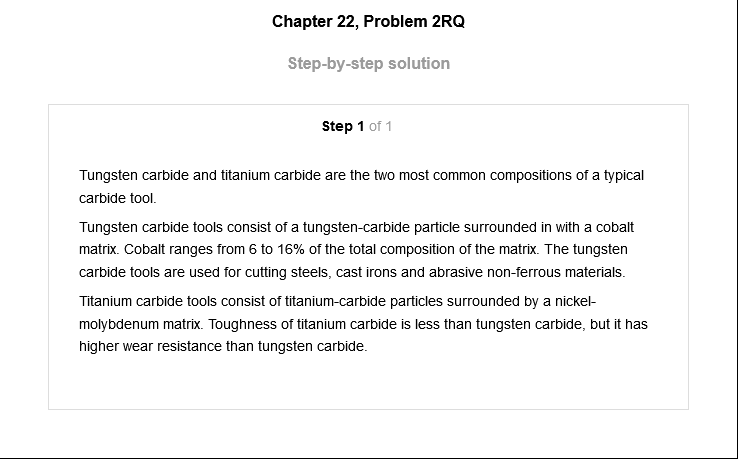 Chapter 22, Problem 2RQ
Step-by-step solution
Step 1 of 1
Tungsten carbide and titanium carbide are the two most common compositions of a typical
carbide tool.
Tungsten carbide tools consist of a tungsten-carbide particle surrounded in with a cobalt
matrix. Cobalt ranges from 6 to 16% of the total composition of the matrix. The tungsten
carbide tools are used for cutting steels, cast irons and abrasive non-ferrous materials.
Titanium carbide tools consist of titanium-carbide particles surrounded by a nickel-
molybdenum matrix. Toughness of titanium carbide is less than tungsten carbide, but it has
higher wear resistance than tungsten carbide.